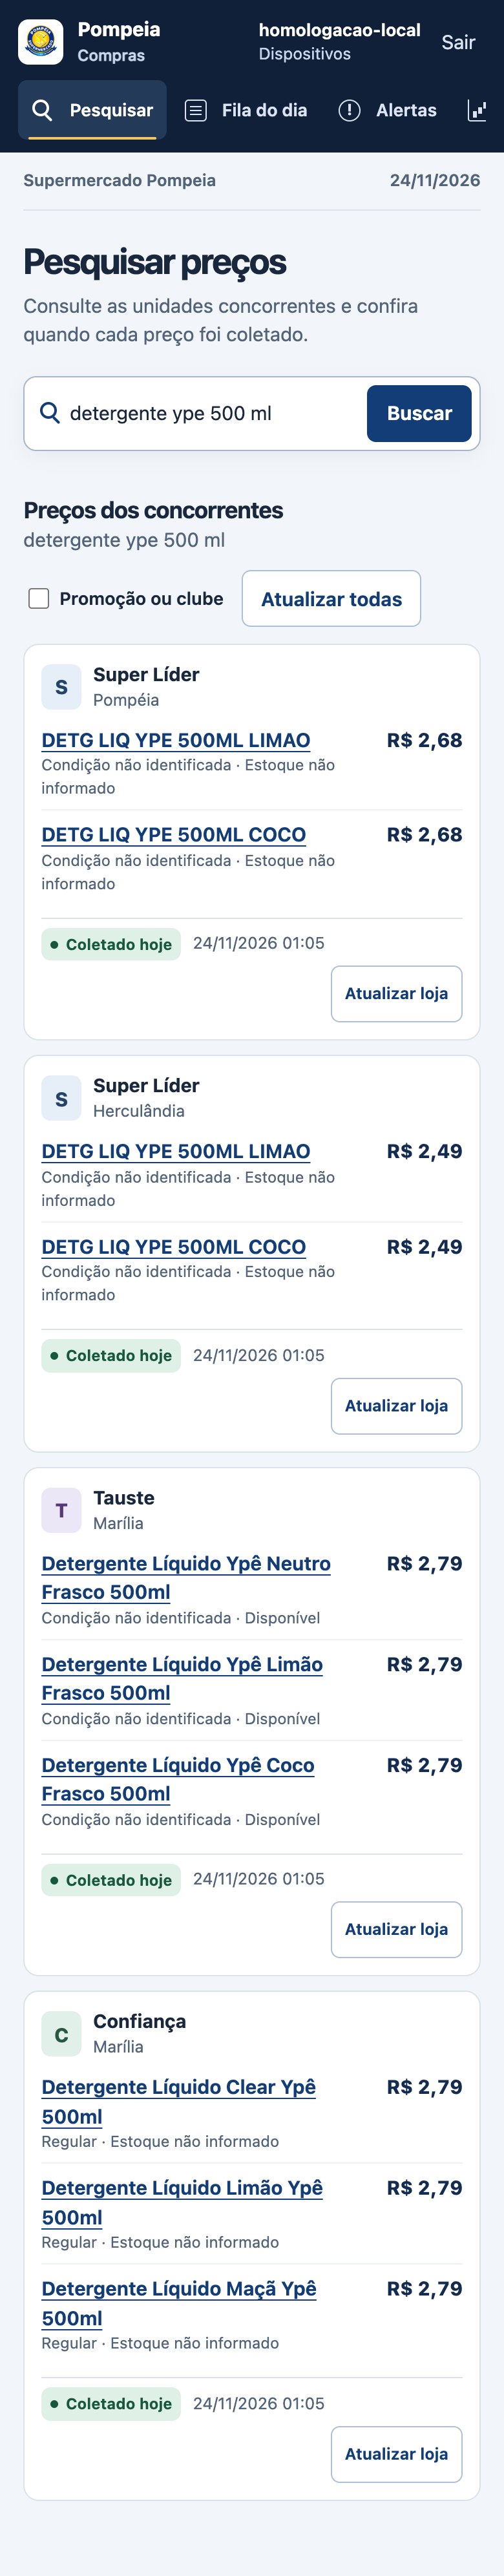 Pompeia
Compras
homologacao-local
Dispositivos
Sair
Pesquisar
Fila do dia
Alertas
Supermercado Pompeia
24/11/2026
Pesquisar preços
Consulte as unidades concorrentes e confira
quando cada preço foi coletado.
detergente ype 500 ml
Buscar
Preços dos concorrentes
detergente ype 500 ml
Promoção ou clube
Atualizar todas
S
Super Líder
Pompéia
DETG LIQ YPE 500ML LIMAO
R$ 2,68
Condição não identificada · Estoque não
informado
DETG LIQ YPE 500ML COCO
R$ 2,68
Condição não identificada · Estoque não
informado
Coletado hoje
24/11/2026 01:05
Atualizar loja
S
Super Líder
Herculândia
DETG LIQ YPE 500ML LIMAO
R$ 2,49
Condição não identificada · Estoque não
informado
DETG LIQ YPE 500ML COCO
R$ 2,49
Condição não identificada · Estoque não
informado
Coletado hoje
24/11/2026 01:05
Atualizar loja
T
Tauste
Marília
Detergente Líquido Ypê Neutro
Frasco 500ml
R$ 2,79
Condição não identificada · Disponível
Detergente Líquido Ypê Limão
Frasco 500ml
R$ 2,79
Condição não identificada · Disponível
Detergente Líquido Ypê Coco
Frasco 500ml
R$ 2,79
Condição não identificada · Disponível
Coletado hoje
24/11/2026 01:05
Atualizar loja
C
Confiança
Marília
Detergente Líquido Clear Ypê
500ml
R$ 2,79
Regular · Estoque não informado
Detergente Líquido Limão Ypê
500ml
R$ 2,79
Regular · Estoque não informado
Detergente Líquido Maçã Ypê
500ml
R$ 2,79
Regular · Estoque não informado
Coletado hoje
24/11/2026 01:05
Atualizar loja